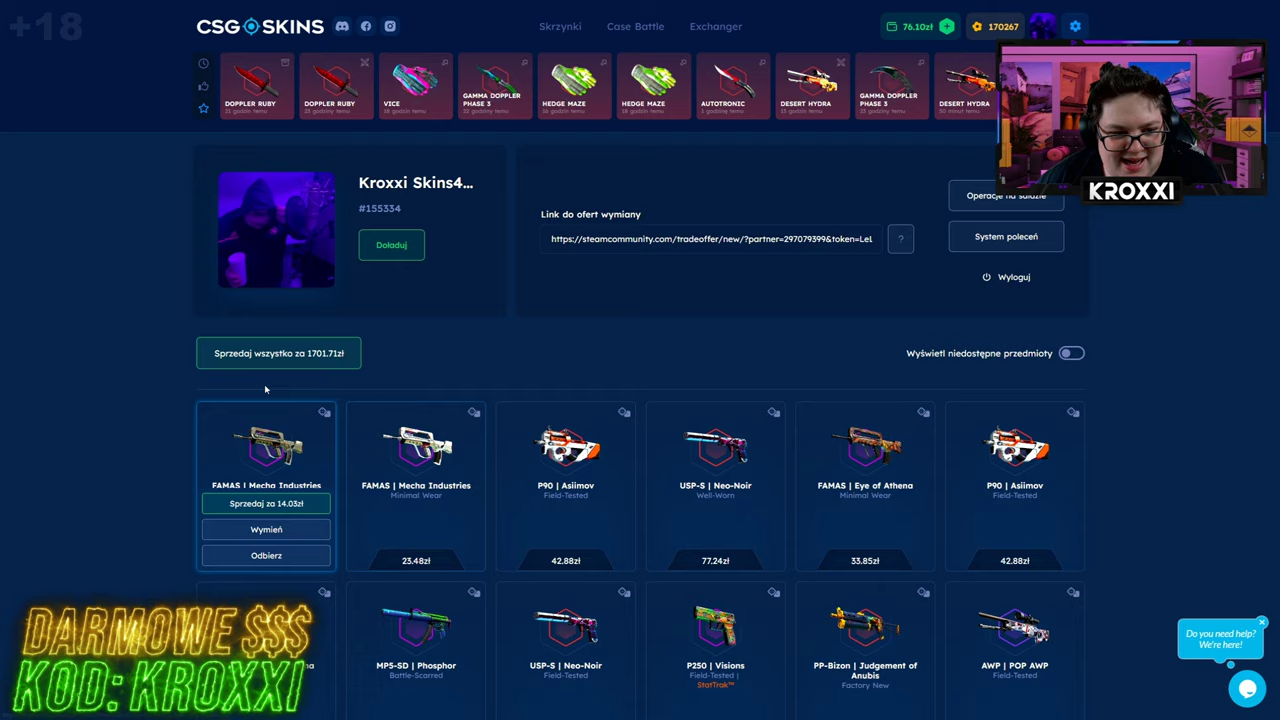 +18
CSG SKINS
Skrzynki
Case Battle
Exchanger
76.10zł
170267
DOPPLER RUBY
21 godzin temu
DOPPLER RUBY
VICE
GAMMA DOPPLER PHASE 3
HEDGE MAZE
HEDGE MAZE
AUTOTRONIC
1 godzinę temu
DESERT HYDRA
GAMMA DOPPLER PHASE 3
DESERT HYDRA
KROXXI
Kroxxi Skins4...
#155334
Doładuj
Link do ofert wymiany
https://steamcommunity.com/tradeoffer/new/?partner=297079399&token=LeL
?
Operacje na saldzie
System poleceń
Wyloguj
Sprzedaj wszystko za 1701.71zł
Wyświetl niedostępne przedmioty
FAMAS | Mecha Industries
Sprzedaj za 14.03zł
Wymień
Odbierz
FAMAS | Mecha Industries
Minimal Wear
23.48zł
P90 | Asiimov
Field-Tested
42.88zł
USP-S | Neo-Noir
Well-Worn
77.24zł
FAMAS | Eye of Athena
Minimal Wear
33.85zł
P90 | Asiimov
Field-Tested
42.88zł
MP5-SD | Phosphor
Battle-Scarred
USP-S | Neo-Noir
Field-Tested
P250 | Visions
Field-Tested |
StatTrak™
PP-Bizon | Judgement of
Anubis
Factory New
AWP | POP AWP
Field-Tested
DARMOWE $$$
KOD: KROXXI
Do you need help?
We're here!